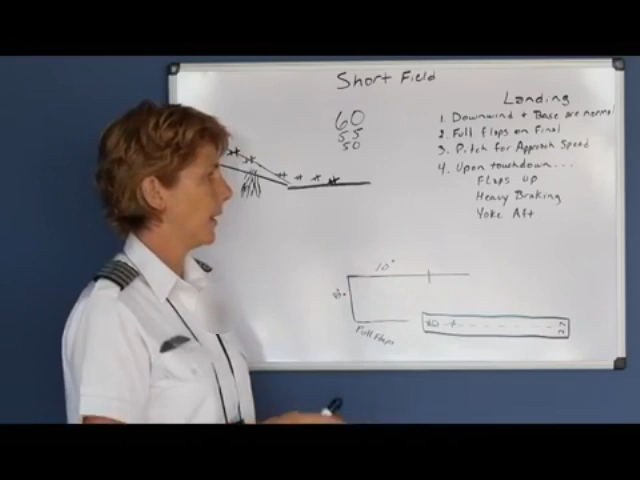 Short Field
60
55
50
Landing
1. Downwind + Base are normal
2. Full flaps on Final
3. Pitch for Approach Speed
4. Upon touchdown...
Flaps up
Heavy Braking
Yoke Aft
10°
Full Flaps
22